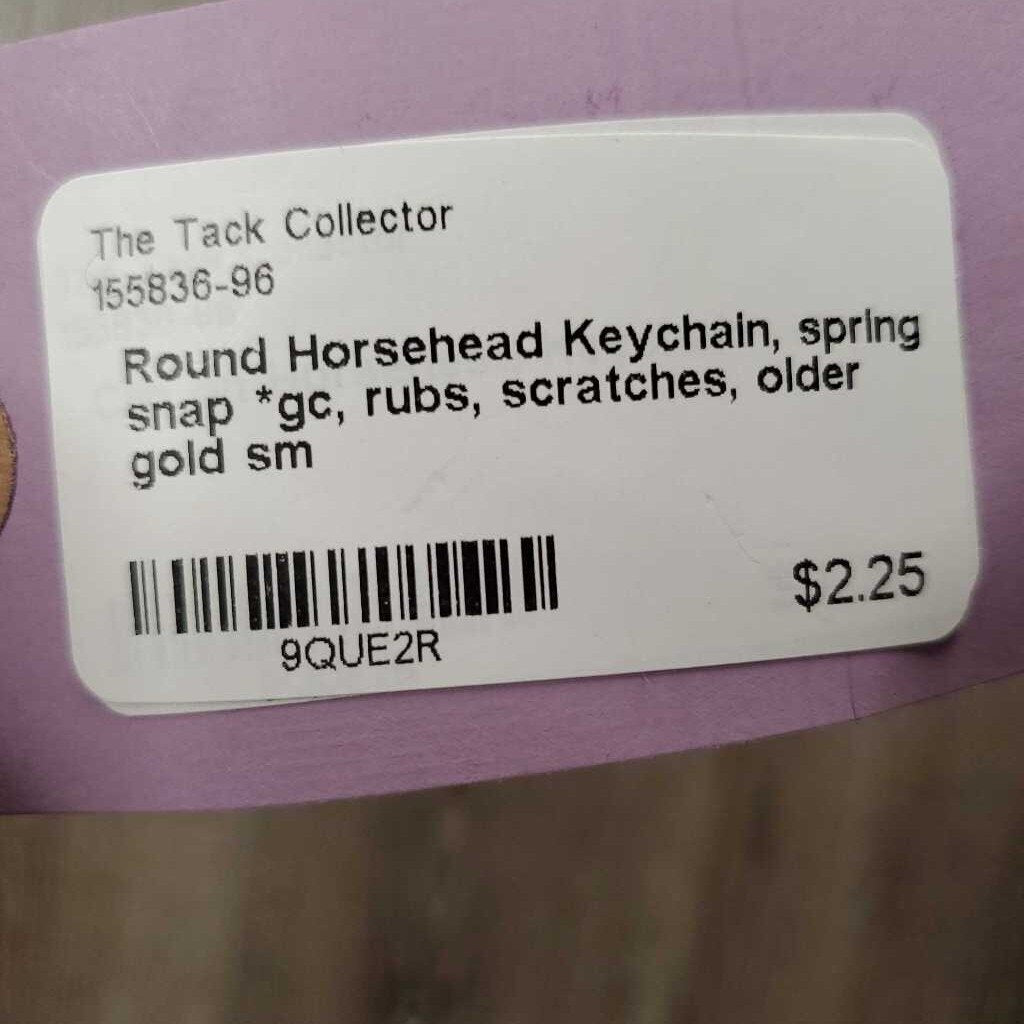 The Tack Collector
155836-96
Round Horsehead Keychain, spring
snap *gc, rubs, scratches, older
gold sm
9QUE2R
$2.25